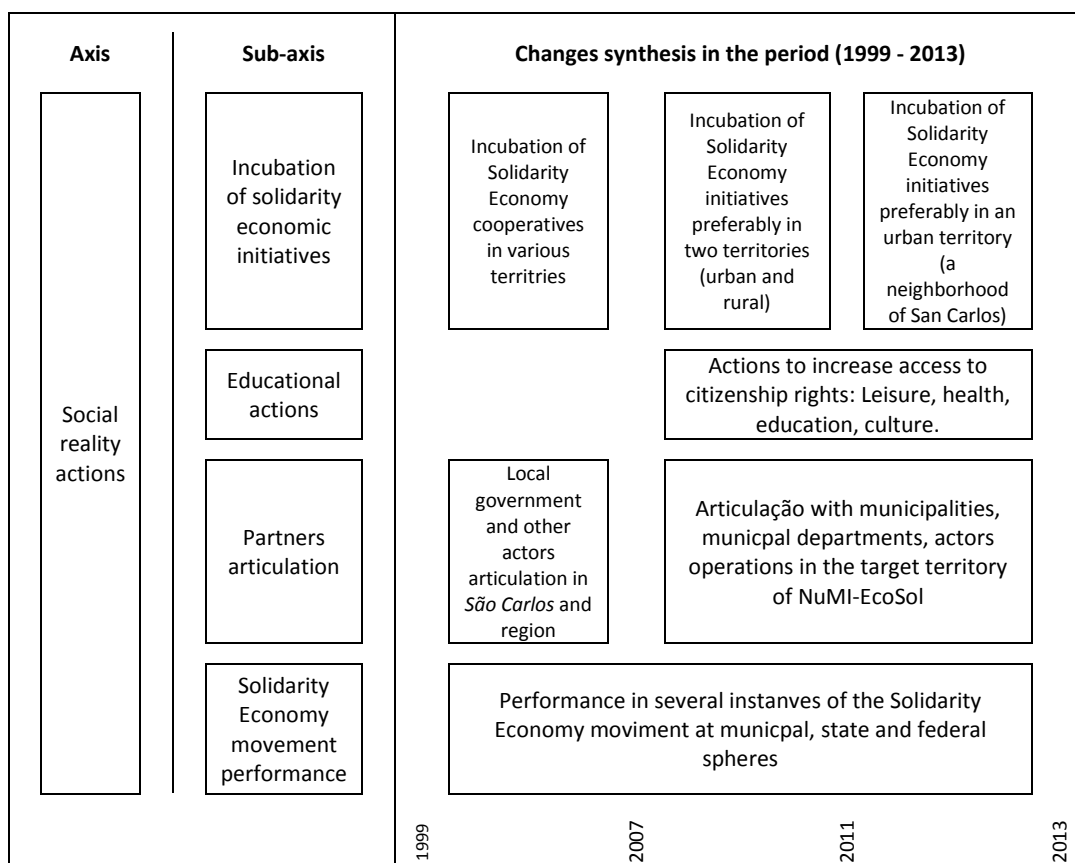 Axis
Sub-axis
Changes synthesis in the period (1999 - 2013)
Social
reality
actions
Incubation
of solidarity
economic
initiatives
Incubation of
Solidarity
Economy
cooperatives
in various
territries
Incubation of
Solidarity
Economy
initiatives
preferably in
two territories
(urban and
rural)
Incubation of
Solidarity
Economy
initiatives
preferably in an
urban territory
(a
neighborhood
of San Carlos)
Educational
actions
Actions to increase access to
citizenship rights: Leisure, health,
education, culture.
Partners
articulation
Local
government
and other
actors
articulation in
São Carlos and
region
Articulação with municipalities,
municpal departments, actors
operations in the target territory
of NuMI-EcoSol
Solidarity
Economy
movement
performance
Performance in several instanves of the Solidarity
Economy moviment at municpal, state and federal
spheres
1999
2007
2011
2013